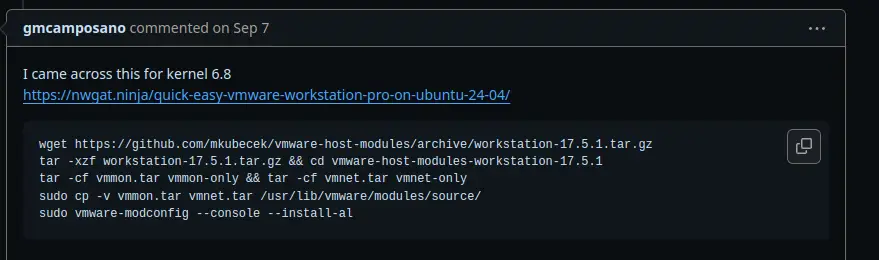 gmcamposano commented on Sep 7
...
I came across this for kernel 6.8
https://nwgat.ninja/quick-easy-vmware-workstation-pro-on-ubuntu-24-04/
wget https://github.com/mkubecek/vmware-host-modules/archive/workstation-17.5.1.tar.gz
tar -xzf workstation-17.5.1.tar.gz && cd vmware-host-modules-workstation-17.5.1
tar -cf vmmon.tar vmmon-only && tar -cf vmnet.tar vmnet-only
sudo cp -v vmmon.tar vmnet.tar /usr/lib/vmware/modules/source/
sudo vmware-modconfig --console --install-al